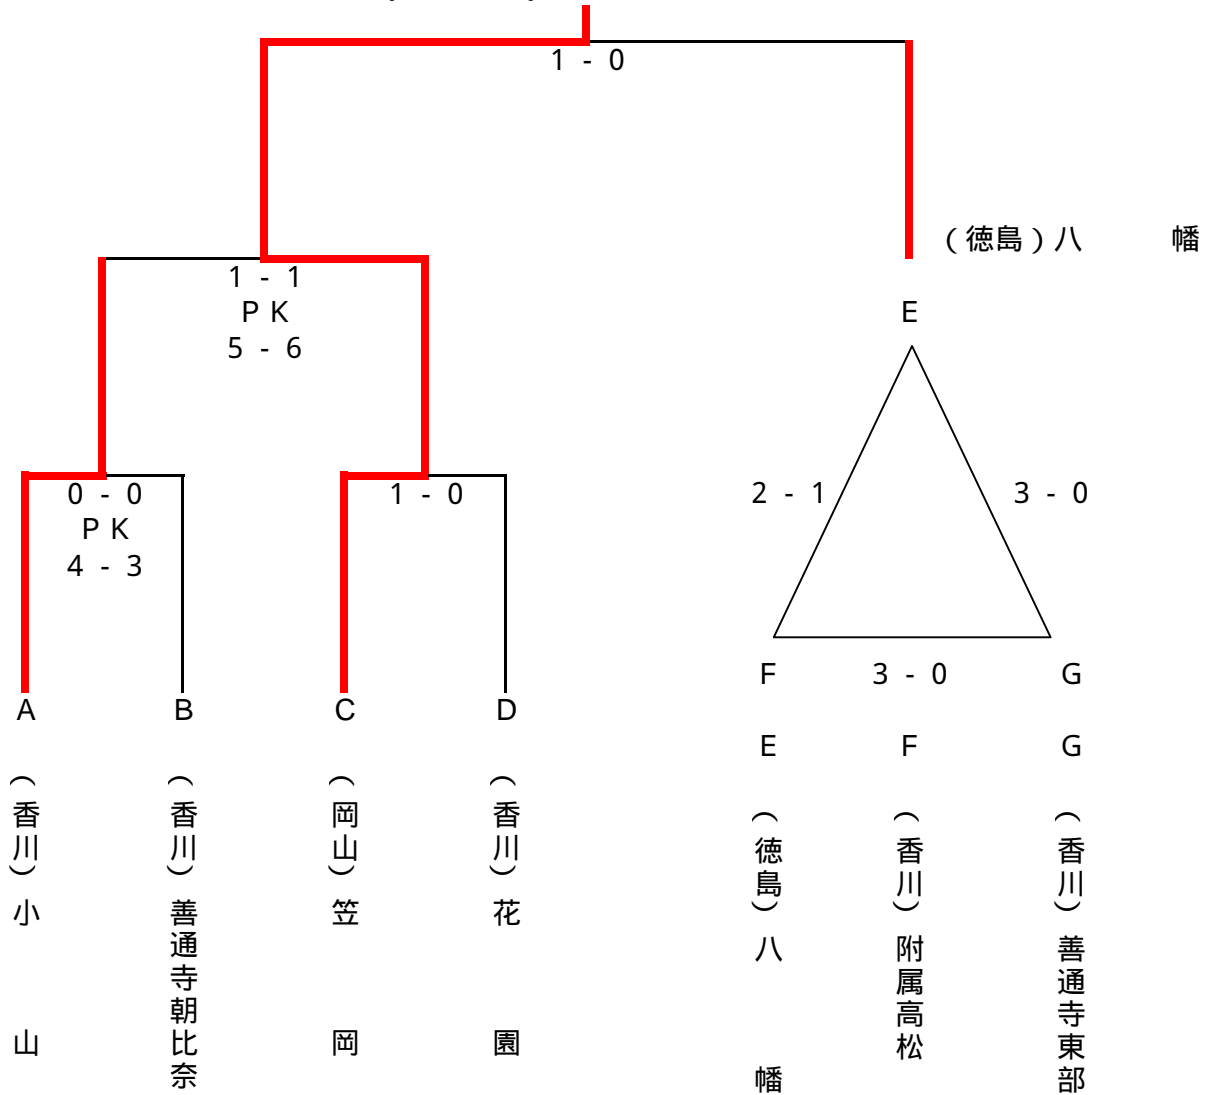 1 - 0
(徳島)八 幡
1 - 1
PK
5 - 6
E
2 - 1
3 - 0
0 - 0
PK
4 - 3
1 - 0
F
3 - 0
G
A
B
C
D
E
F
G
(香川)小 山
(香川)善通寺朝比奈
(岡山)笠 岡
(香川)花 園
(徳島)八 幡
(香川)附属高松
(香川)善通寺東部